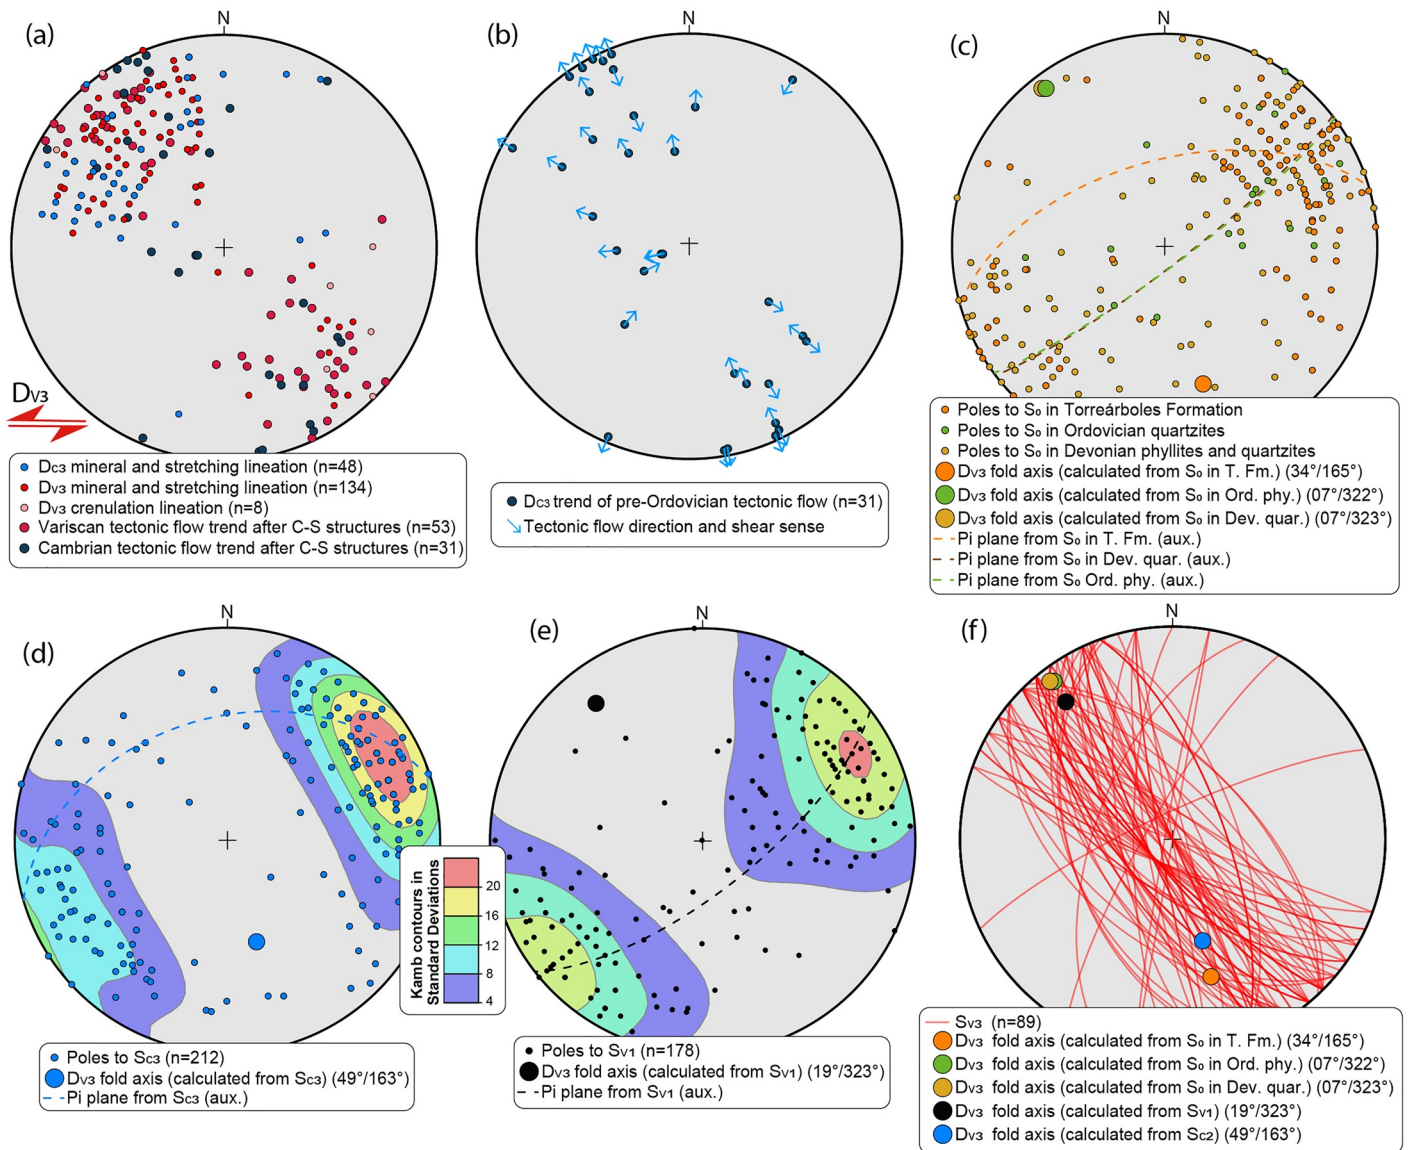 (a)
N
DV3
DC3 mineral and stretching lineation (n=48)
DV3 mineral and stretching lineation (n=134)
DV3 crenulation lineation (n=8)
Variscan tectonic flow trend after C-S structures (n=53)
Cambrian tectonic flow trend after C-S structures (n=31)
(b)
N
DC3 trend of pre-Ordovician tectonic flow (n=31)
Tectonic flow direction and shear sense
(c)
N
Poles to S0 in Torreárboles Formation
Poles to S0 in Ordovician quartzites
Poles to S0 in Devonian phyllites and quartzites
DV3 fold axis (calculated from S0 in T. Fm.) (34°/165°)
DV3 fold axis (calculated from S0 in Ord. phy.) (07°/322°)
DV3 fold axis (calculated from S0 in Dev. quar.) (07°/323°)
Pi plane from S0 in T. Fm. (aux.)
Pi plane from S0 in Dev. quar. (aux.)
Pi plane from S0 Ord. phy. (aux.)
(d)
N
Poles to SC3 (n=212)
DV3 fold axis (calculated from SC3) (49°/163°)
Pi plane from SC3 (aux.)
Kamb contours in
Standard Deviations
20
16
12
8
4
(e)
N
Poles to SV1 (n=178)
DV3 fold axis (calculated from SV1) (19°/323°)
Pi plane from SV1 (aux.)
(f)
N
SV3 (n=89)
DV3 fold axis (calculated from S0 in T. Fm.) (34°/165°)
DV3 fold axis (calculated from S0 in Ord. phy.) (07°/322°)
DV3 fold axis (calculated from S0 in Dev. quar.) (07°/323°)
DV3 fold axis (calculated from SV1) (19°/323°)
DV3 fold axis (calculated from SC2) (49°/163°)